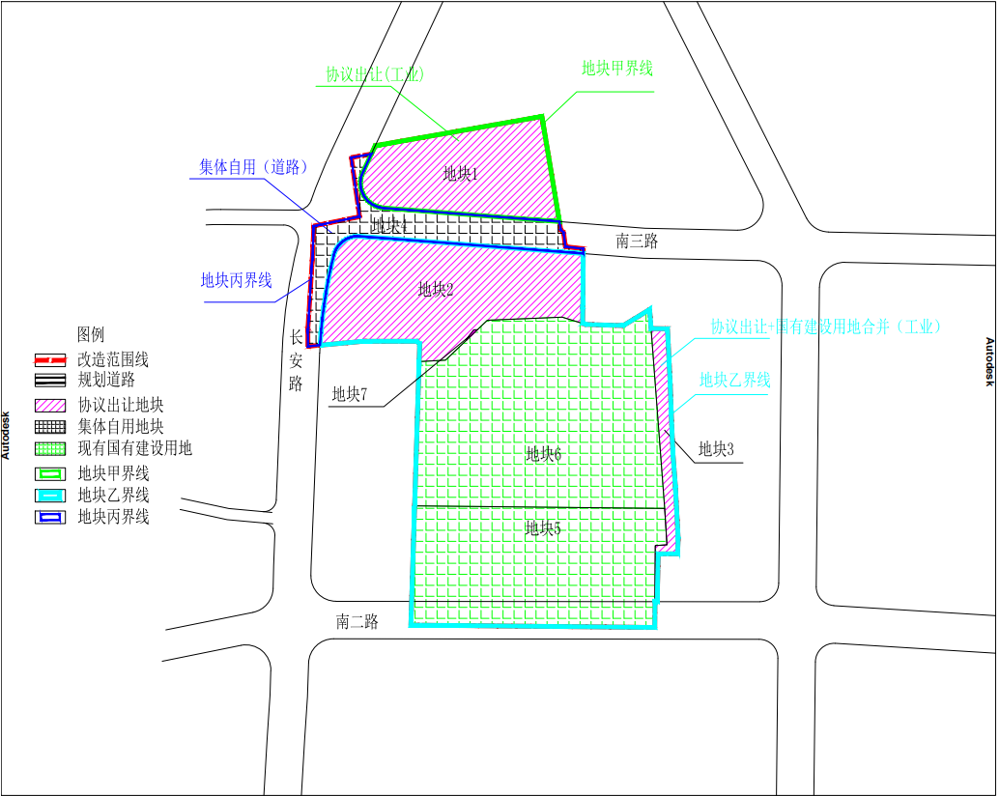 协议出让(工业)
地块甲界线
集体自用（道路）
地块1
地块4
南三路
地块丙界线
地块2
协议出让+国有建设用地合并（工业）
图例
长安路
改造范围线
规划道路
地块乙界线
地块7
协议出让地块
集体自用地块
现有国有建设用地
地块6
地块3
地块甲界线
地块乙界线
地块丙界线
地块5
南二路
Autodesk
Autodesk